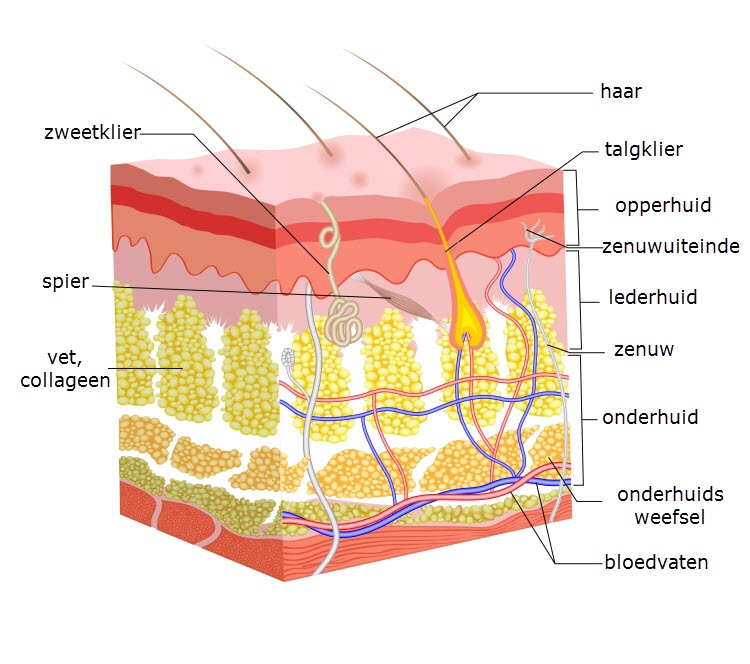 haar
zweetklier
talgklier
opperhuid
zenuwuiteinde
spier
lederhuid
zenuw
vet,
collageen
onderhuid
onderhuids
weefsel
bloedvaten